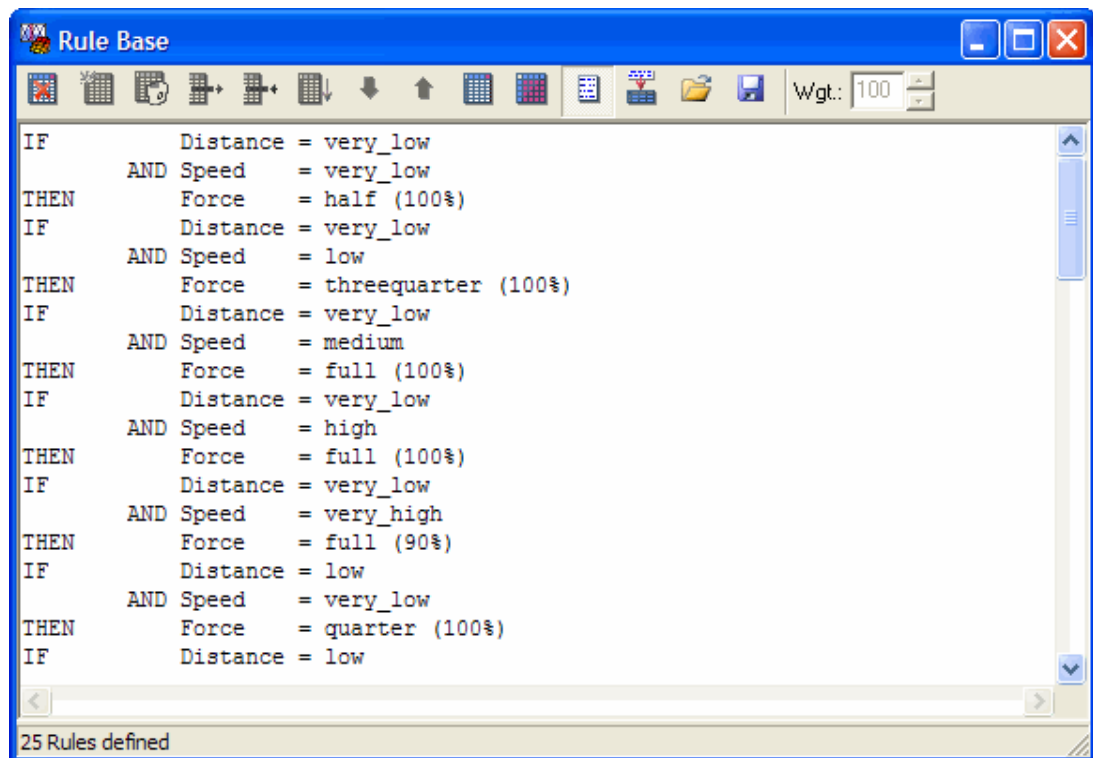 Rule Base
Wgt.: 100
IF Distance = very_low
AND Speed = very_low
THEN Force = half (100%)
IF Distance = very_low
AND Speed = low
THEN Force = threequarter (100%)
IF Distance = very_low
AND Speed = medium
THEN Force = full (100%)
IF Distance = very_low
AND Speed = high
THEN Force = full (100%)
IF Distance = very_low
AND Speed = very_high
THEN Force = full (90%)
IF Distance = low
AND Speed = very_low
THEN Force = quarter (100%)
IF Distance = low
25 Rules defined